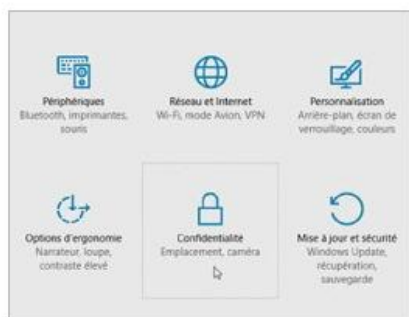 Périphériques
Bluetooth, imprimantes,
souris
Réseau et Internet
Wi-Fi, mode Avion, VPN
Personnalisation
Arrière-plan, écran de
verrouillage, couleurs
Options d'ergonomie
Narrateur, loupe,
contraste élevé
Confidentialité
Emplacement, caméra
Mise à jour et sécurité
Windows Update,
récupération,
sauvegarde